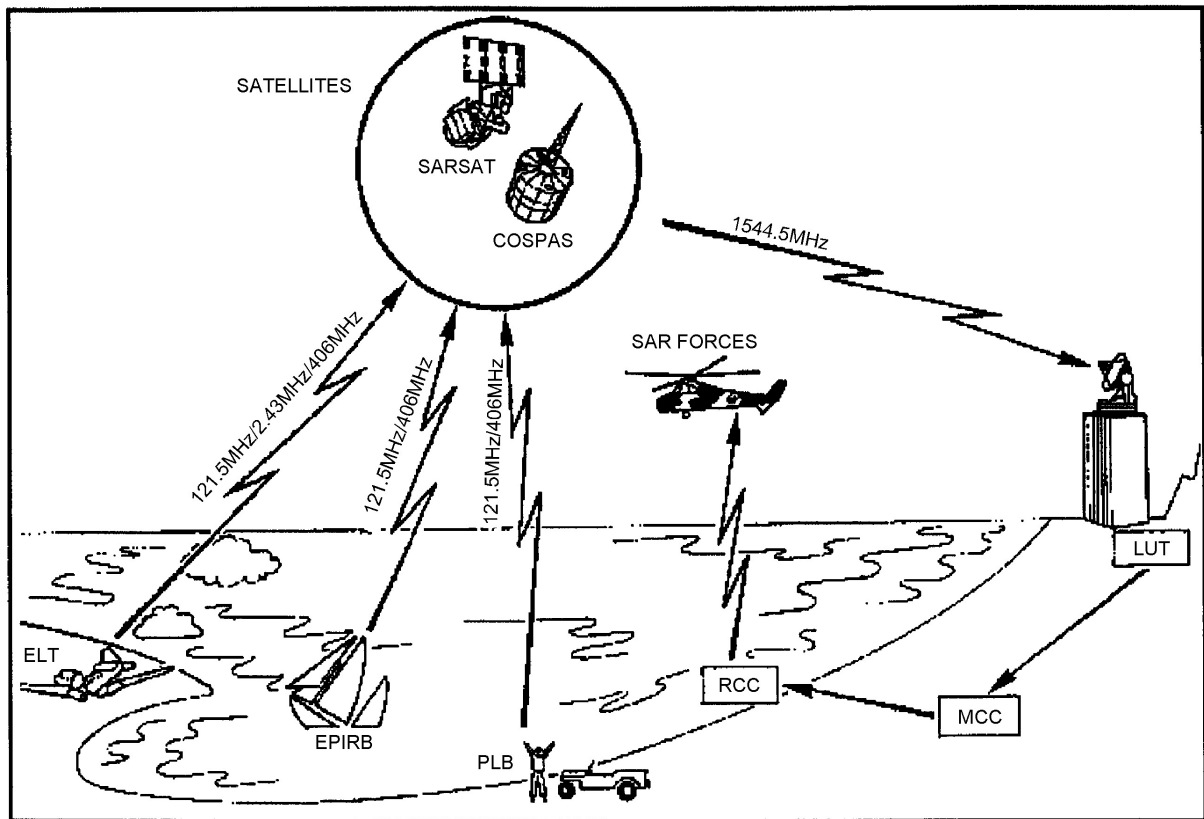 SATELLITES
SARSAT
COSPAS
1544.5MHz
121.5MHz/2.43MHz/406MHz
121.5MHz/406MHz
121.5MHz/406MHz
SAR FORCES
LUT
ELT
EPIRB
PLB
RCC
MCC